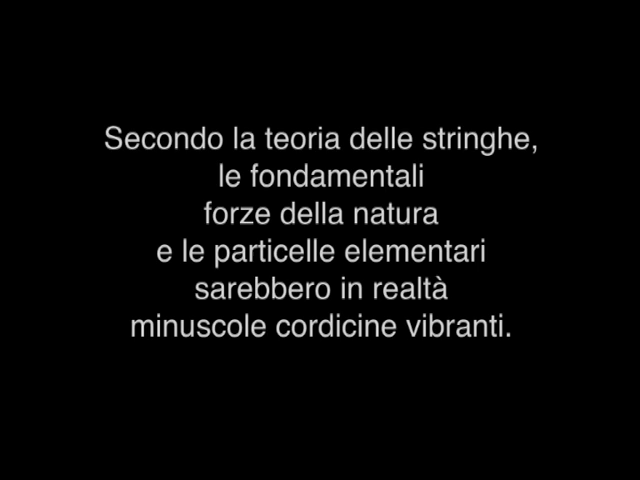 Secondo la teoria delle stringhe,
le fondamentali
forze della natura
e le particelle elementari
sarebbero in realtà
minuscole cordicine vibranti.